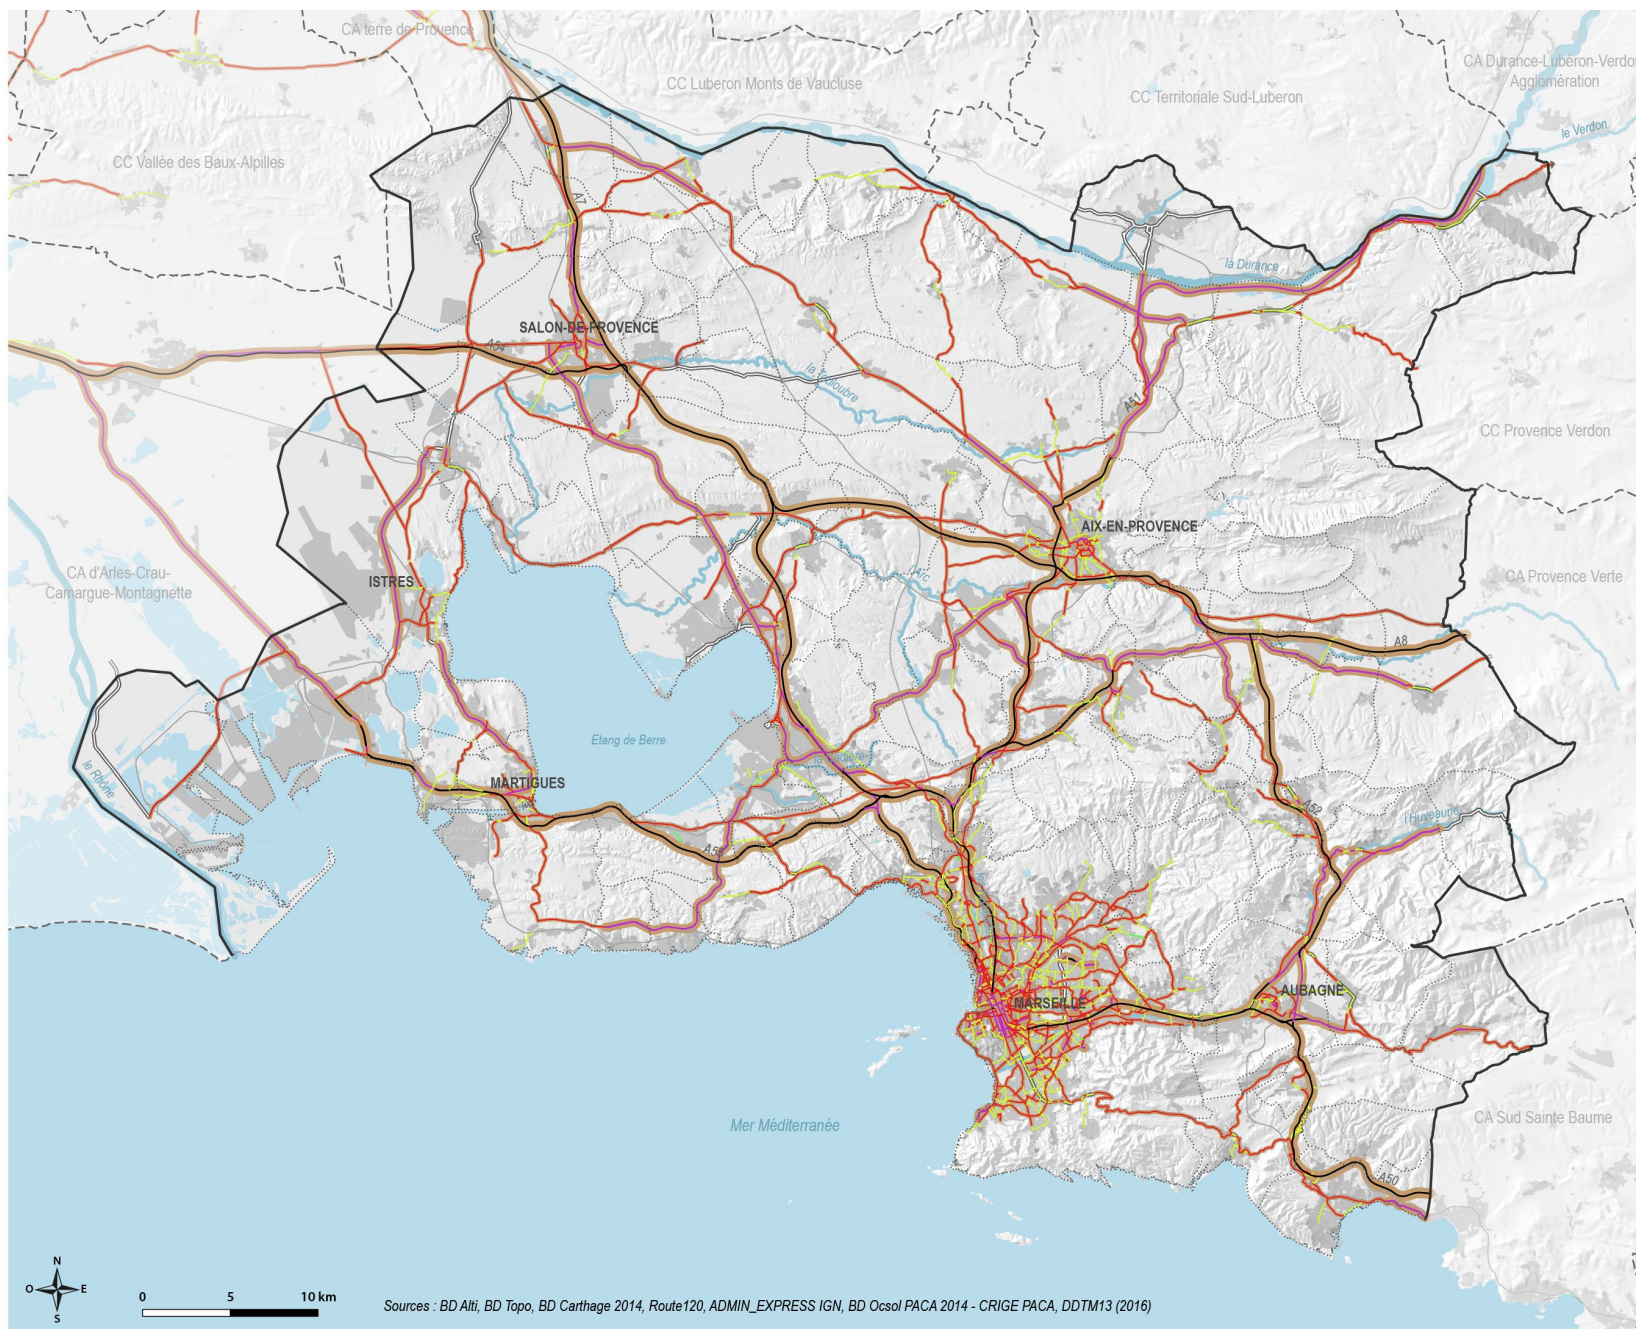 CA terre de Provence
CC Luberon Monts de Vaucluse
CC Territoriale Sud-Luberon
CA Durance-Luberon-Verdon
Agglomération
le Verdon
CC Vallée des Baux-Alpilles
A7
la Durance
SALON-DE-PROVENCE
A54
la Touloubre
A51
CC Provence Verdon
AIX-EN-PROVENCE
CA d'Arles-Crau-
Camargue-Montagnette
ISTRES
l'Arc
CA Provence Verte
A8
Etang de Berre
le Rhône
MARTIGUES
la Cadière
A52
l'Huveaune
A55
MARSEILLE
AUBAGNE
Mer Méditerranée
CA Sud Sainte Baume
A50
N
O
E
S
0 5 10 km
Sources : BD Alti, BD Topo, BD Carthage 2014, Route120, ADMIN_EXPRESS IGN, BD Ocsol PACA 2014 - CRIGE PACA, DDTM13 (2016)